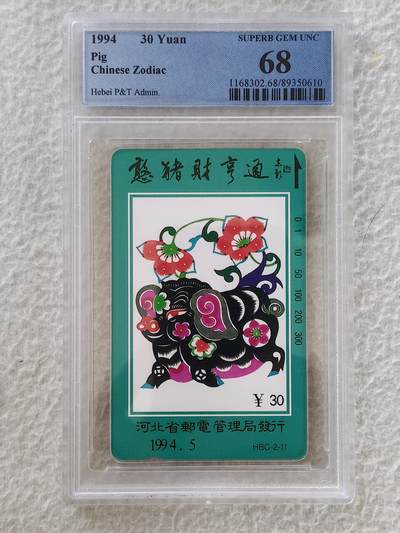 1994 30 Yuan SUPERB GEM UNC
Pig 68
Chinese Zodiac
Hebei P&T Admin. 1168302.68/89350610
憨豬財亨通
0 1 10 50 100 200 300
¥ 30
河北省郵電管理局發行
1994.5 HBC-2-11